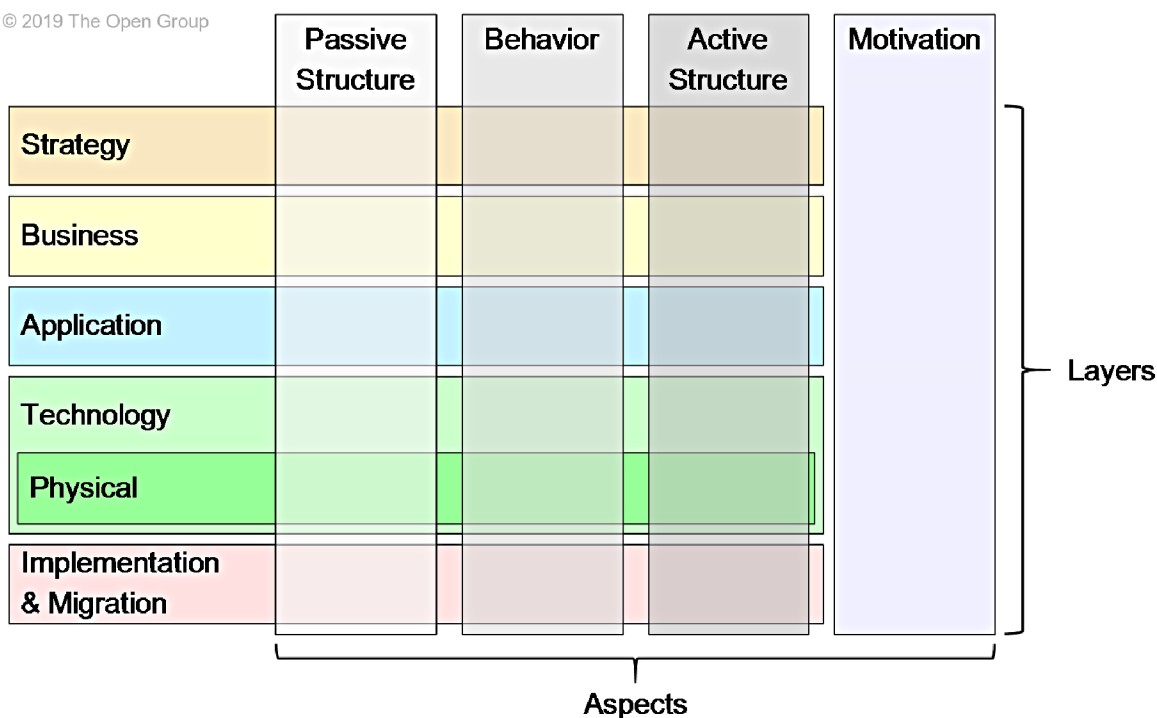 © 2019 The Open Group
Passive
Structure
Behavior
Active
Structure
Motivation
Strategy
Business
Application
Technology
Physical
Implementation
& Migration
Layers
Aspects